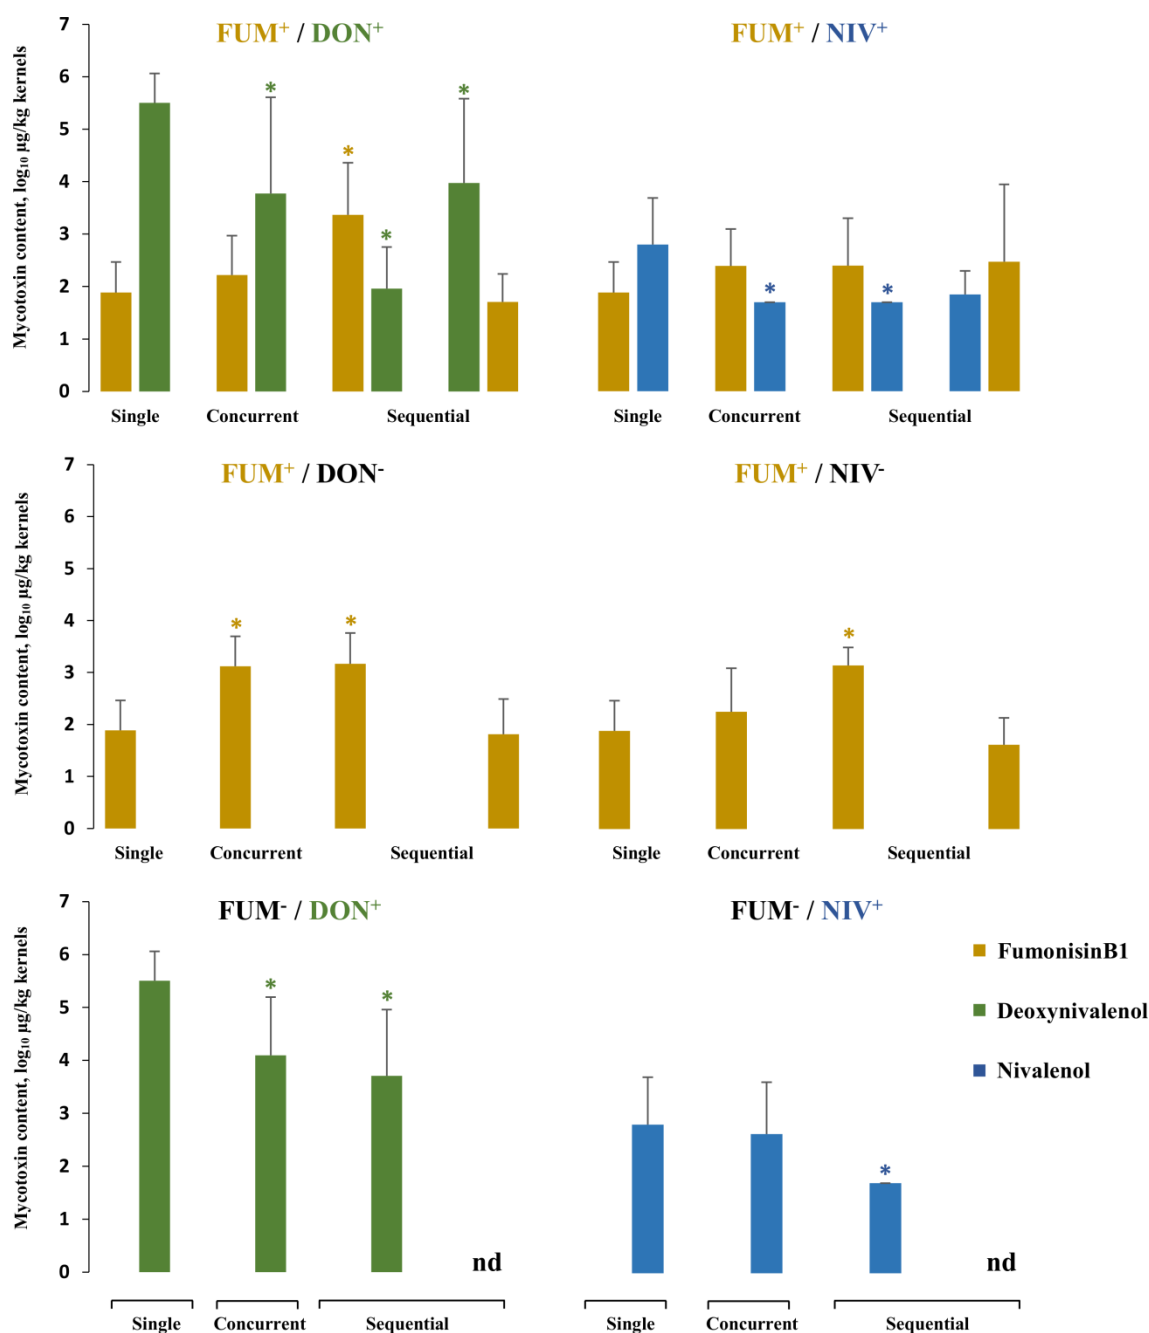 FUM⁺ / DON⁺
FUM⁺ / NIV⁺
Mycotoxin content, log₁₀ µg/kg kernels
7
6
5
4
3
2
1
0
*
*
*
*
*
*
Single
Concurrent
Sequential
Single
Concurrent
Sequential
FUM⁺ / DON⁻
FUM⁺ / NIV⁻
Mycotoxin content, log₁₀ µg/kg kernels
7
6
5
4
3
2
1
0
*
*
*
Single
Concurrent
Sequential
Single
Concurrent
Sequential
FUM⁻ / DON⁺
FUM⁻ / NIV⁺
Mycotoxin content, log₁₀ µg/kg kernels
7
6
5
4
3
2
1
0
*
*
*
nd
nd
FumonisinB1
Deoxynivalenol
Nivalenol
Single
Concurrent
Sequential
Single
Concurrent
Sequential